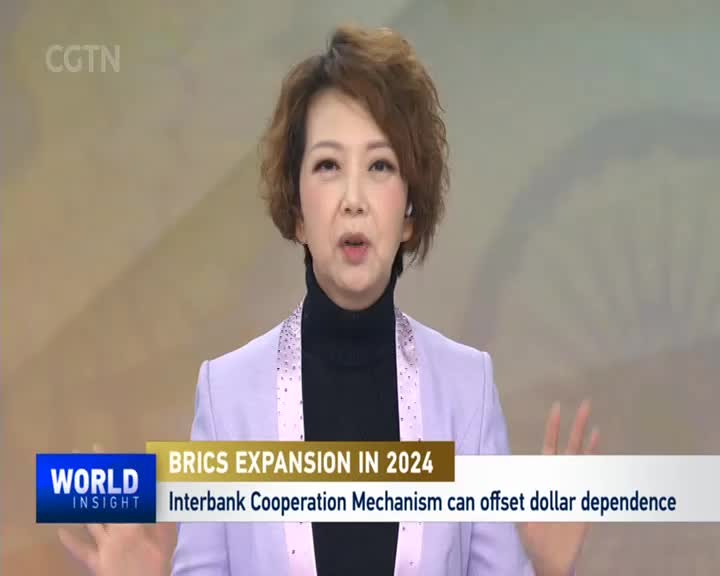 CGTN
BRICS EXPANSION IN 2024
WORLD
INSIGHT
Interbank Cooperation Mechanism can offset dollar dependence